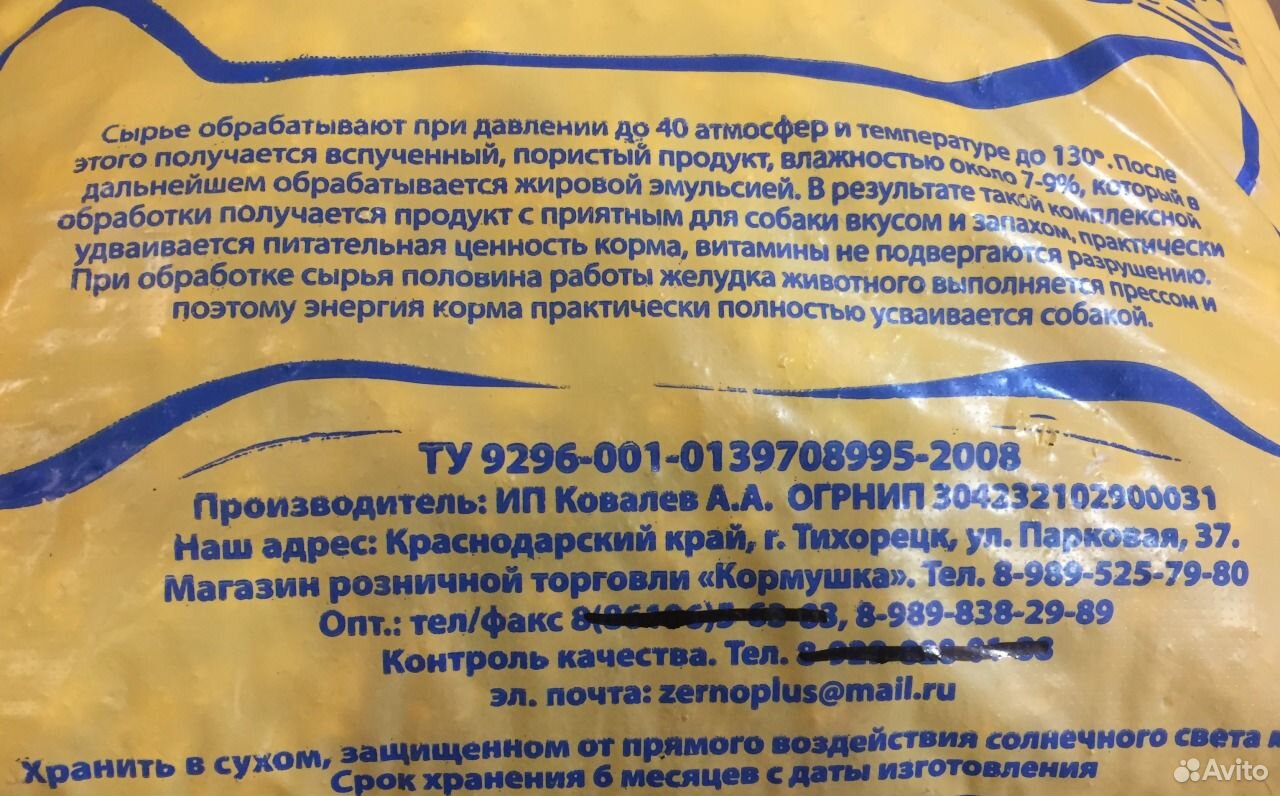 Сырье обрабатывают при давлении до 40 атмосфер и температуре до 130°. После
этого получается вспученный, пористый продукт, влажностью около 7-9%, который в
дальнейшем обрабатывается жировой эмульсией. В результате такой комплексной
обработки получается продукт с приятным для собаки вкусом и запахом, практически
удваивается питательная ценность корма, витамины не подвергаются разрушению.
При обработке сырья половина работы желудка животного выполняется прессом и
поэтому энергия корма практически полностью усваивается собакой.
ТУ 9296-001-0139708995-2008
Производитель: ИП Ковалев А.А. ОГРНИП 304232102900031
Наш адрес: Краснодарский край, г. Тихорецк, ул. Парковая, 37.
Магазин розничной торговли «Кормушка». Тел. 8-989-525-79-80
Опт.: тел/факс 8-989-838-29-89
Контроль качества. Тел.
эл. почта: zernoplus@mail.ru
Хранить в сухом, защищенном от прямого воздействия солнечного света
Срок хранения 6 месяцев с даты изготовления
Avito